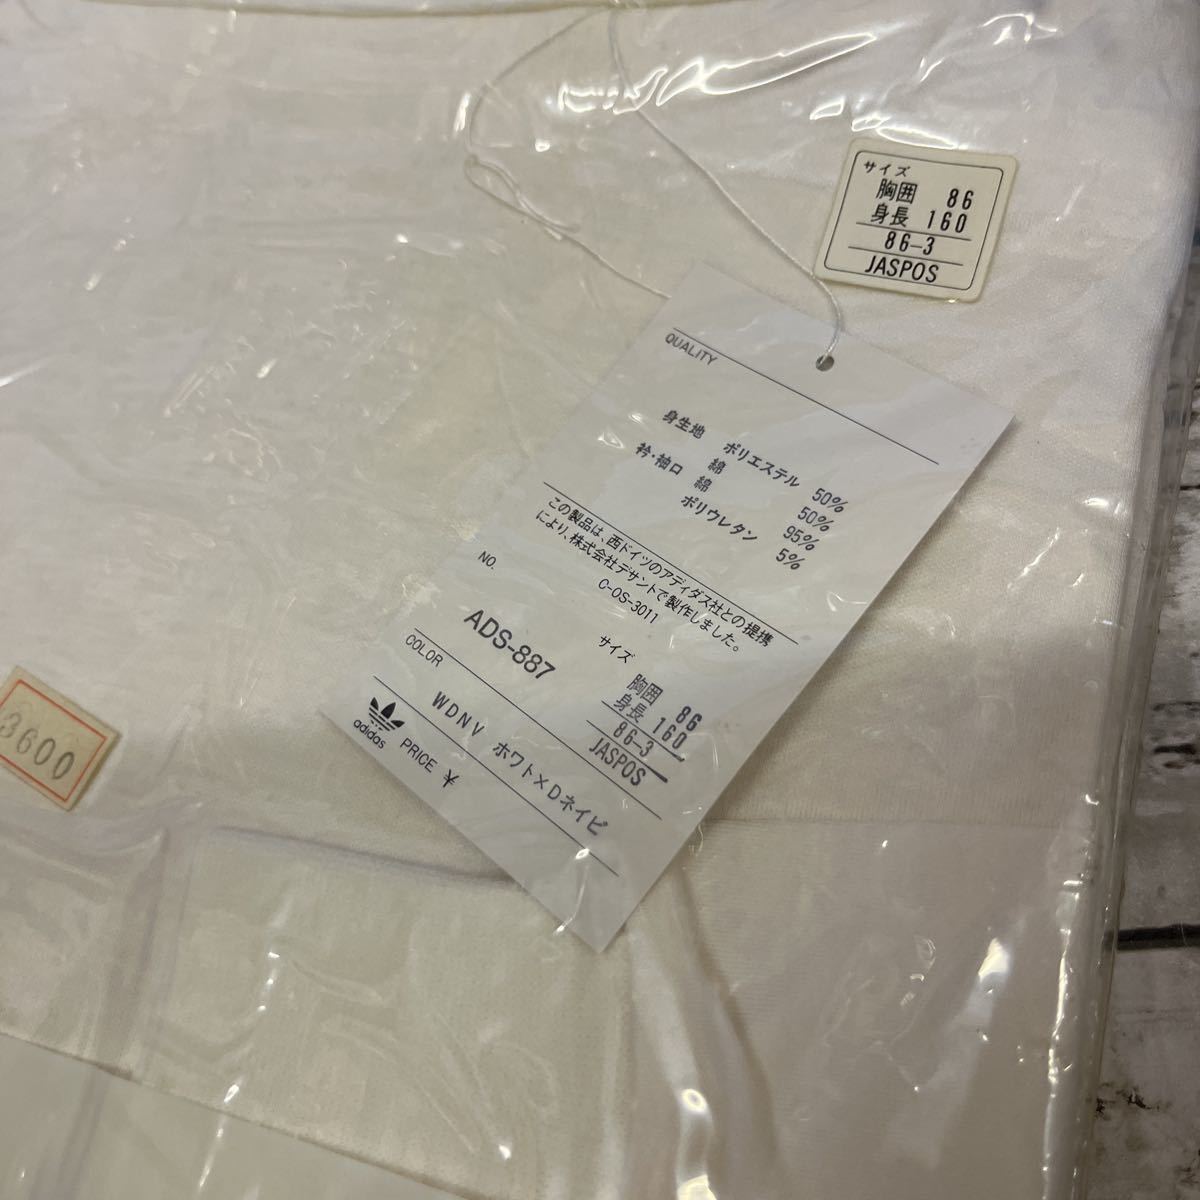 サイズ
胸囲 86
身長 160
86-3
JASPOS
QUALITY
身生地 ポリエステル 50%
綿 50%
衿・袖口 綿 95%
ポリウレタン 5%
この製品は、西ドイツのアディダス社との提携
により、株式会社デサントで製作しました。
C-OS-3011
NO.
ADS-887
サイズ
胸囲 86
身長 160
86-3
JASPOS
COLOR
WDNV ホワト×Dネイビ
adidas
PRICE ¥
3600